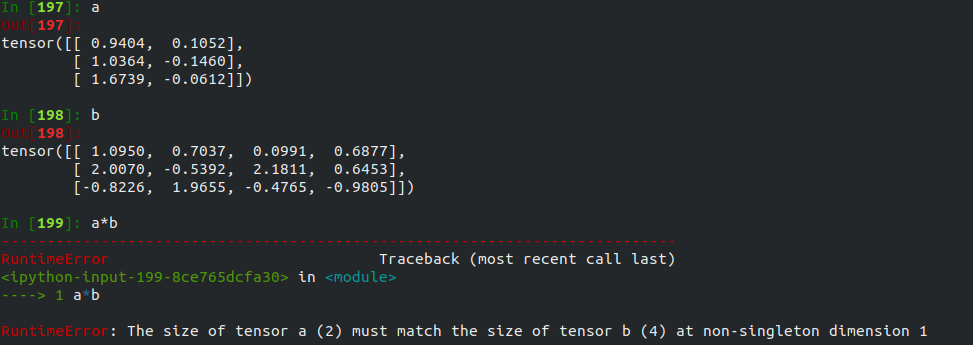 In [197]: a
Out[197]:
tensor([[ 0.9404,  0.1052],
        [ 1.0364, -0.1460],
        [ 1.6739, -0.0612]])
In [198]: b
Out[198]:
tensor([[ 1.0950,  0.7037,  0.0991,  0.6877],
        [ 2.0070, -0.5392,  2.1811,  0.6453],
        [-0.8226,  1.9655, -0.4765, -0.9805]])
In [199]: a*b
---------------------------------------------------------------------------
RuntimeError                              Traceback (most recent call last)
<ipython-input-199-8ce765dcfa30> in <module>
----> 1 a*b
RuntimeError: The size of tensor a (2) must match the size of tensor b (4) at non-singleton dimension 1